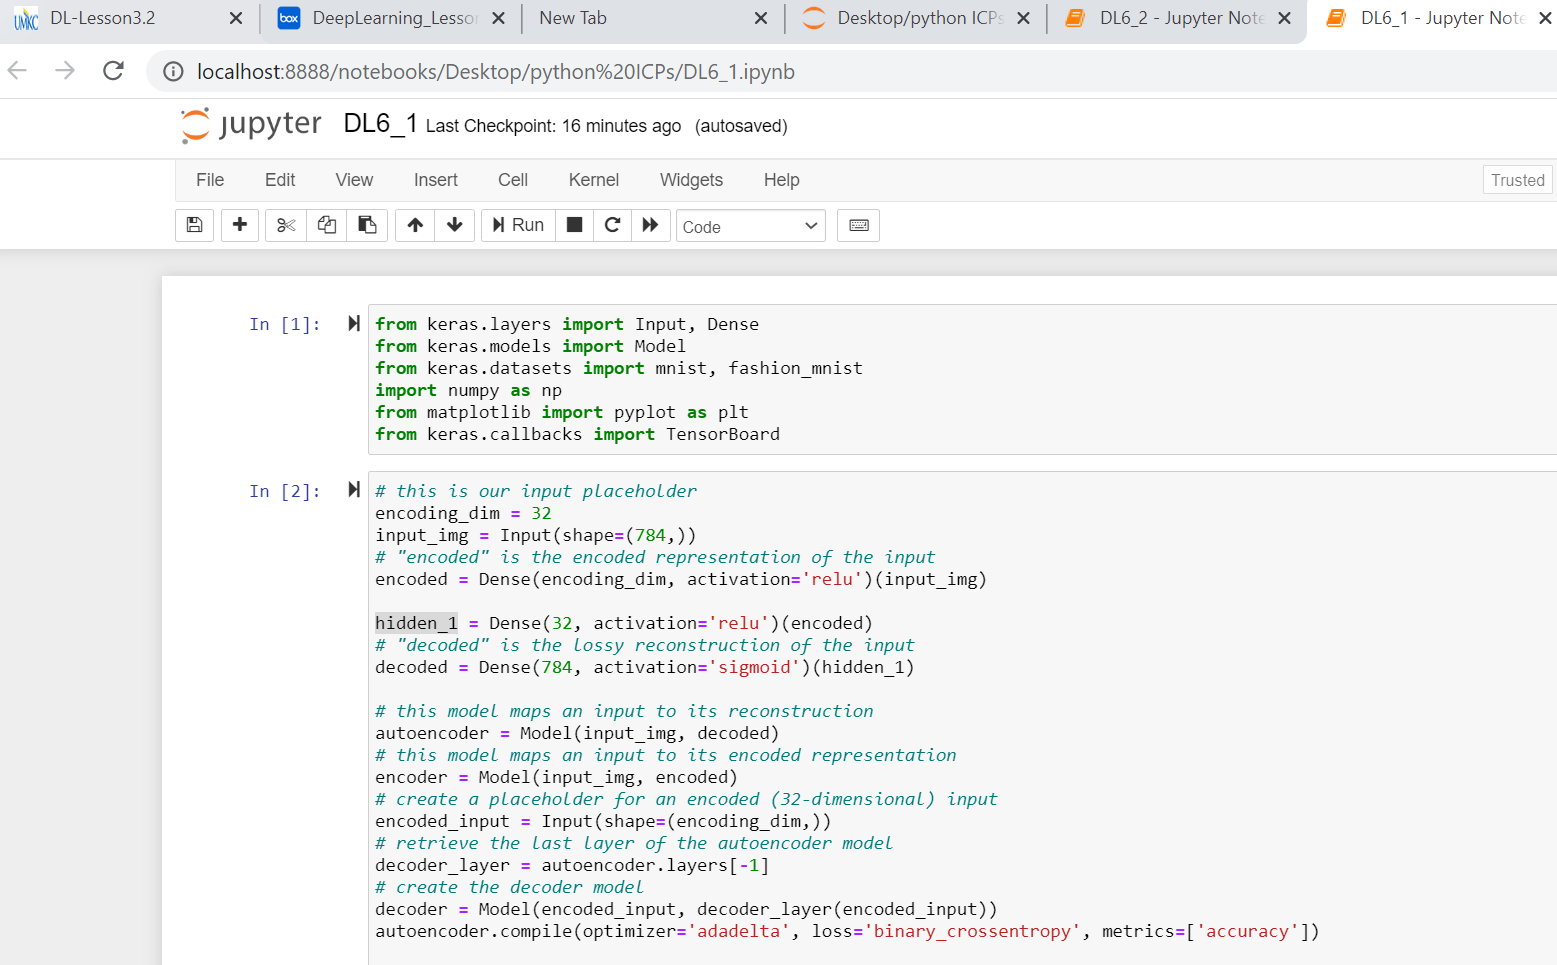 UMKC DL-Lesson3.2
box DeepLearning_Lesson
New Tab
Desktop/python ICPs
DL6_2 - Jupyter Note
DL6_1 - Jupyter Note
localhost:8888/notebooks/Desktop/python%20ICPs/DL6_1.ipynb
jupyter DL6_1 Last Checkpoint: 16 minutes ago (autosaved)
File Edit View Insert Cell Kernel Widgets Help Trusted
Run Code
In [1]:
from keras.layers import Input, Dense
from keras.models import Model
from keras.datasets import mnist, fashion_mnist
import numpy as np
from matplotlib import pyplot as plt
from keras.callbacks import TensorBoard
In [2]:
# this is our input placeholder
encoding_dim = 32
input_img = Input(shape=(784,))
# "encoded" is the encoded representation of the input
encoded = Dense(encoding_dim, activation='relu')(input_img)
hidden_1 = Dense(32, activation='relu')(encoded)
# "decoded" is the lossy reconstruction of the input
decoded = Dense(784, activation='sigmoid')(hidden_1)
# this model maps an input to its reconstruction
autoencoder = Model(input_img, decoded)
# this model maps an input to its encoded representation
encoder = Model(input_img, encoded)
# create a placeholder for an encoded (32-dimensional) input
encoded_input = Input(shape=(encoding_dim,))
# retrieve the last layer of the autoencoder model
decoder_layer = autoencoder.layers[-1]
# create the decoder model
decoder = Model(encoded_input, decoder_layer(encoded_input))
autoencoder.compile(optimizer='adadelta', loss='binary_crossentropy', metrics=['accuracy'])